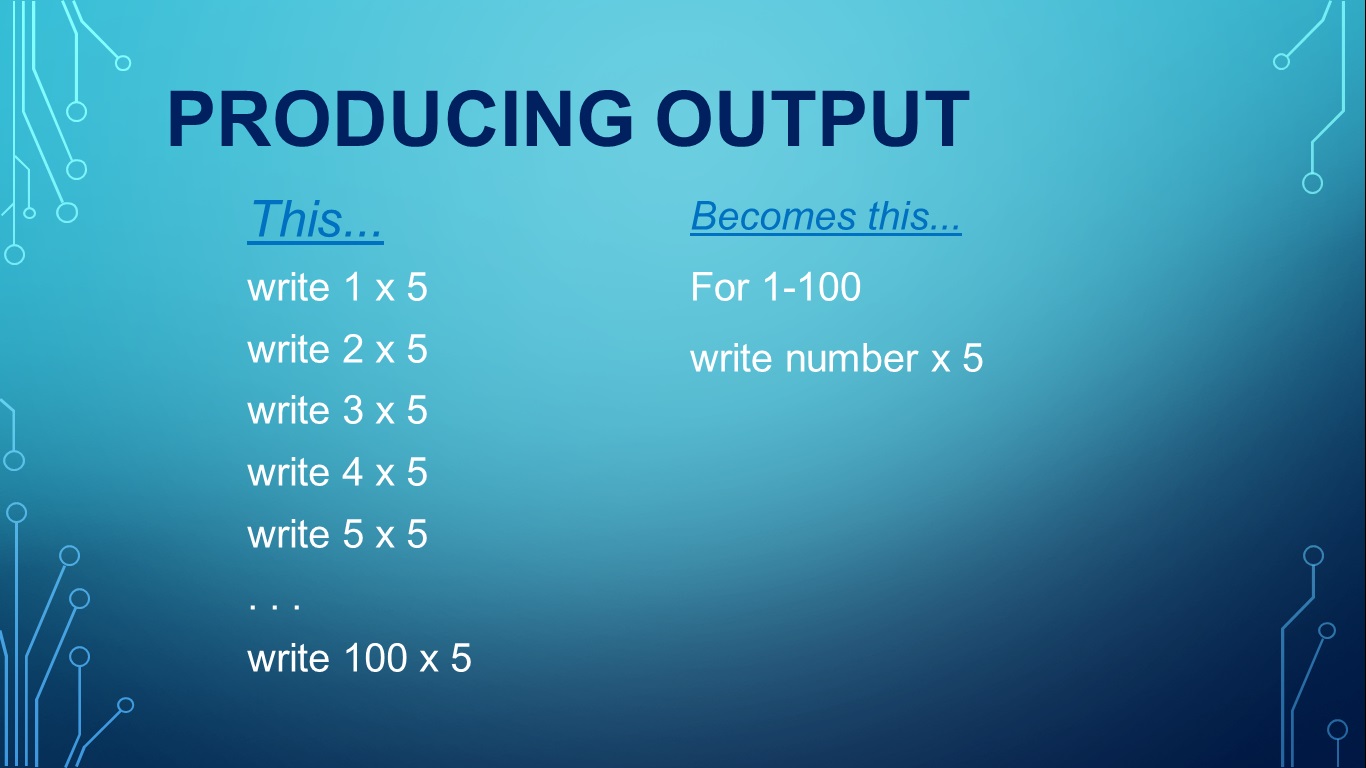 PRODUCING OUTPUT
This...
write 1 x 5
write 2 x 5
write 3 x 5
write 4 x 5
write 5 x 5
. . .
write 100 x 5
Becomes this...
For 1-100
write number x 5